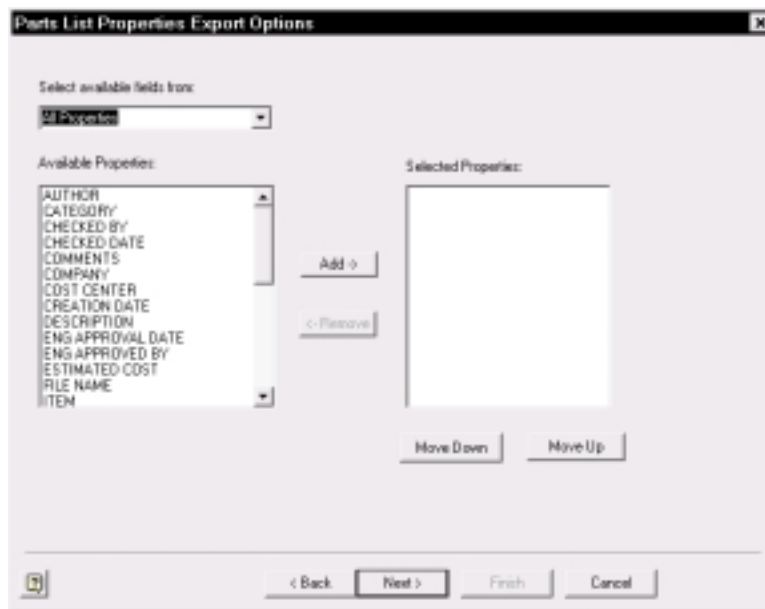 Parts List Properties Export Options
Select available fields from:
All Properties
Available Properties:
Selected Properties:
AUTHOR
CATEGORY
CHECKED BY
CHECKED DATE
COMMENTS
COMPANY
COST CENTER
CREATION DATE
DESCRIPTION
ENG APPROVAL DATE
ENG APPROVED BY
ESTIMATED COST
FILE NAME
ITEM
Add ->
<- Remove
Move Down
Move Up
< Back
Next >
Finish
Cancel